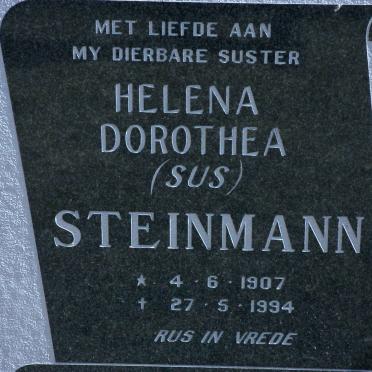 MET LIEFDE AAN
MY DIERBARE SUSTER
HELENA
DOROTHEA
(SUS)
STEINMANN
* 4 - 6 - 1907
† 27 - 5 - 1994
RUS IN VREDE